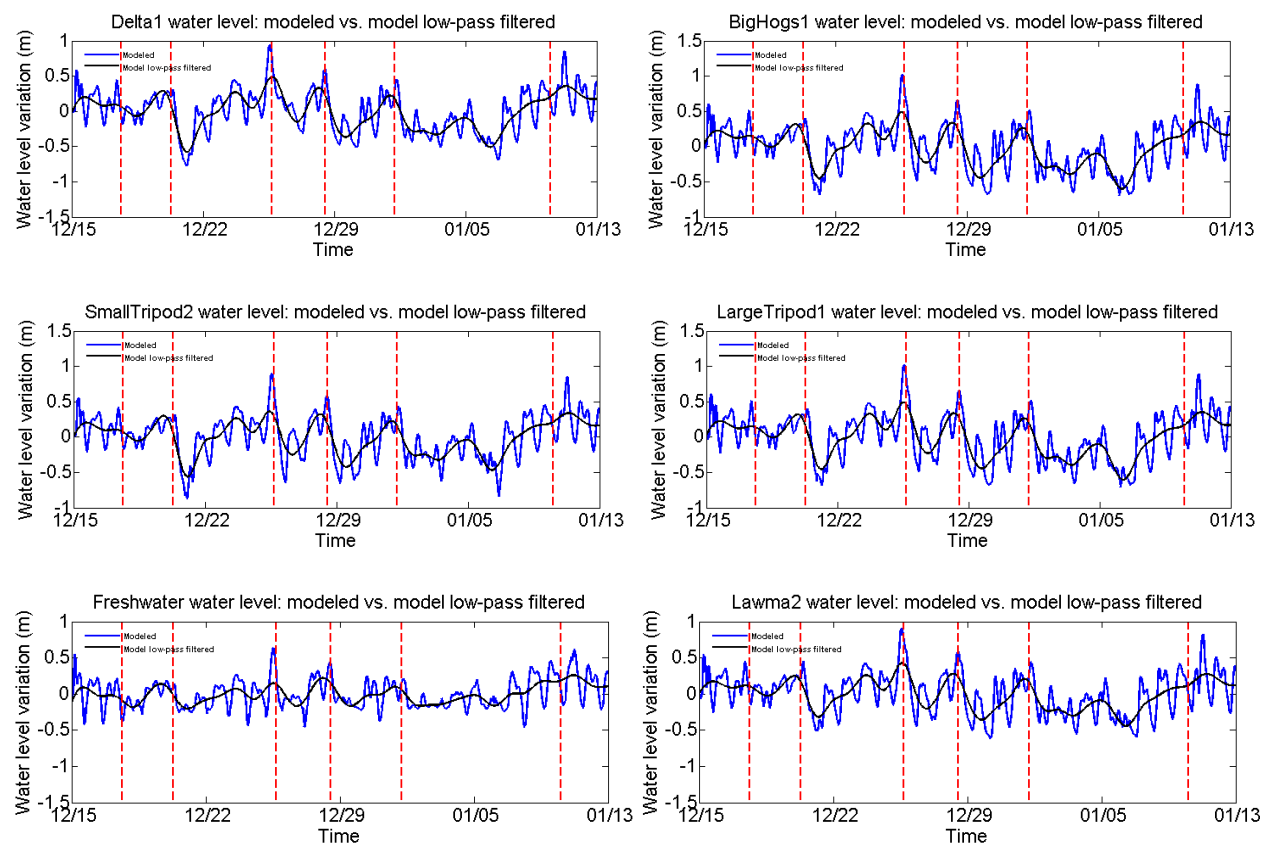 Delta1 water level: modeled vs. model low-pass filtered
Water level variation (m)
1
0.5
0
-0.5
-1
-1.5
Modeled
Model low-pass filtered
12/15
12/22
12/29
01/05
01/13
Time
BigHogs1 water level: modeled vs. model low-pass filtered
Water level variation (m)
1.5
1
0.5
0
-0.5
-1
Modeled
Model low-pass filtered
12/15
12/22
12/29
01/05
01/13
Time
SmallTripod2 water level: modeled vs. model low-pass filtered
Water level variation (m)
1.5
1
0.5
0
-0.5
-1
Modeled
Model low-pass filtered
12/15
12/22
12/29
01/05
01/13
Time
LargeTripod1 water level: modeled vs. model low-pass filtered
Water level variation (m)
1.5
1
0.5
0
-0.5
-1
Modeled
Model low-pass filtered
12/15
12/22
12/29
01/05
01/13
Time
Freshwater water level: modeled vs. model low-pass filtered
Water level variation (m)
1
0.5
0
-0.5
-1
-1.5
Modeled
Model low-pass filtered
12/15
12/22
12/29
01/05
01/13
Time
Lawma2 water level: modeled vs. model low-pass filtered
Water level variation (m)
1
0.5
0
-0.5
-1
-1.5
Modeled
Model low-pass filtered
12/15
12/22
12/29
01/05
01/13
Time